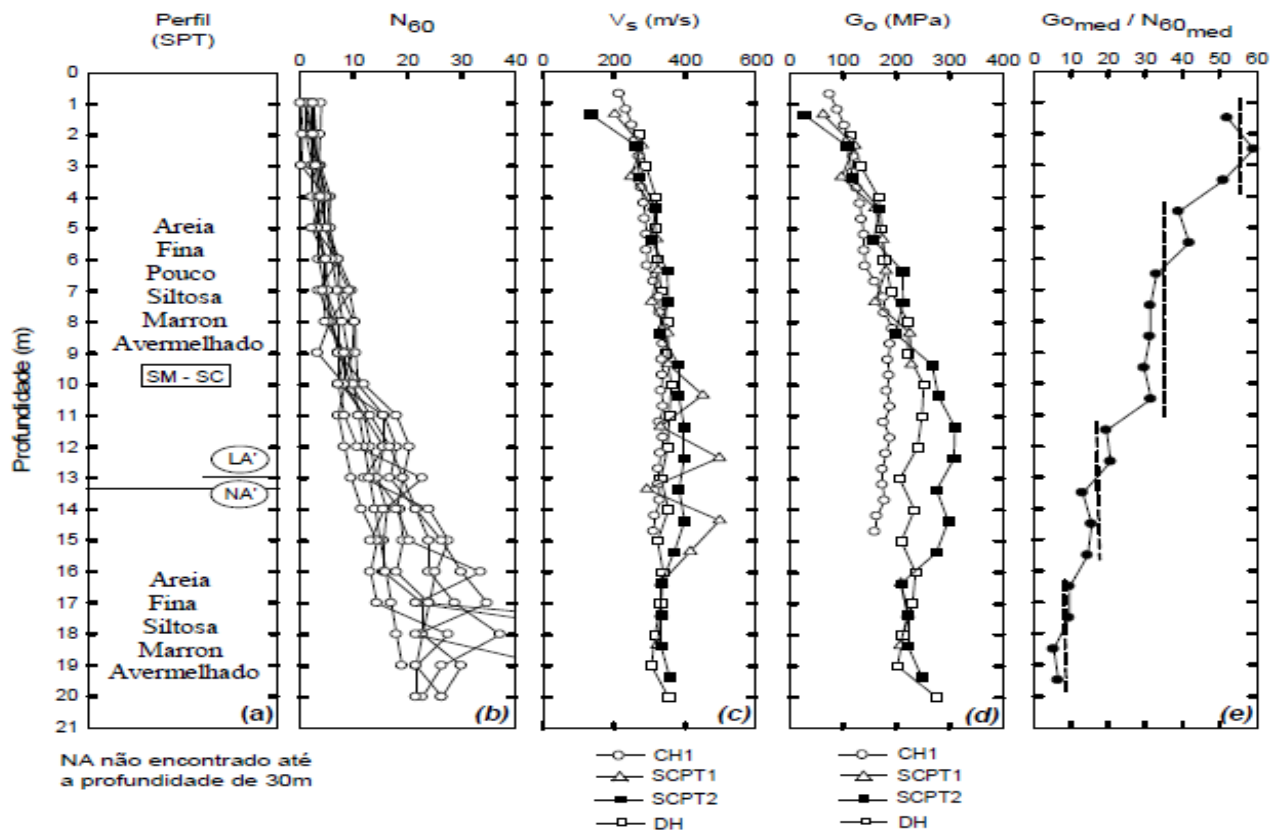 Perfil
(SPT)
N60
Vs (m/s)
Go (MPa)
Gomed / N60med
0 10 20 30 40
0 200 400 600
0 100 200 300 400
0 10 20 30 40 50 60
Profundidade (m)
0
1
2
3
4
5
6
7
8
9
10
11
12
13
14
15
16
17
18
19
20
21
Areia
Fina
Pouco
Siltosa
Marron
Avermelhado
SM - SC
LA'
NA'
Areia
Fina
Siltosa
Marron
Avermelhado
(a)
(b)
(c)
(d)
(e)
NA não encontrado até
a profundidade de 30m
CH1
SCPT1
SCPT2
DH
CH1
SCPT1
SCPT2
DH